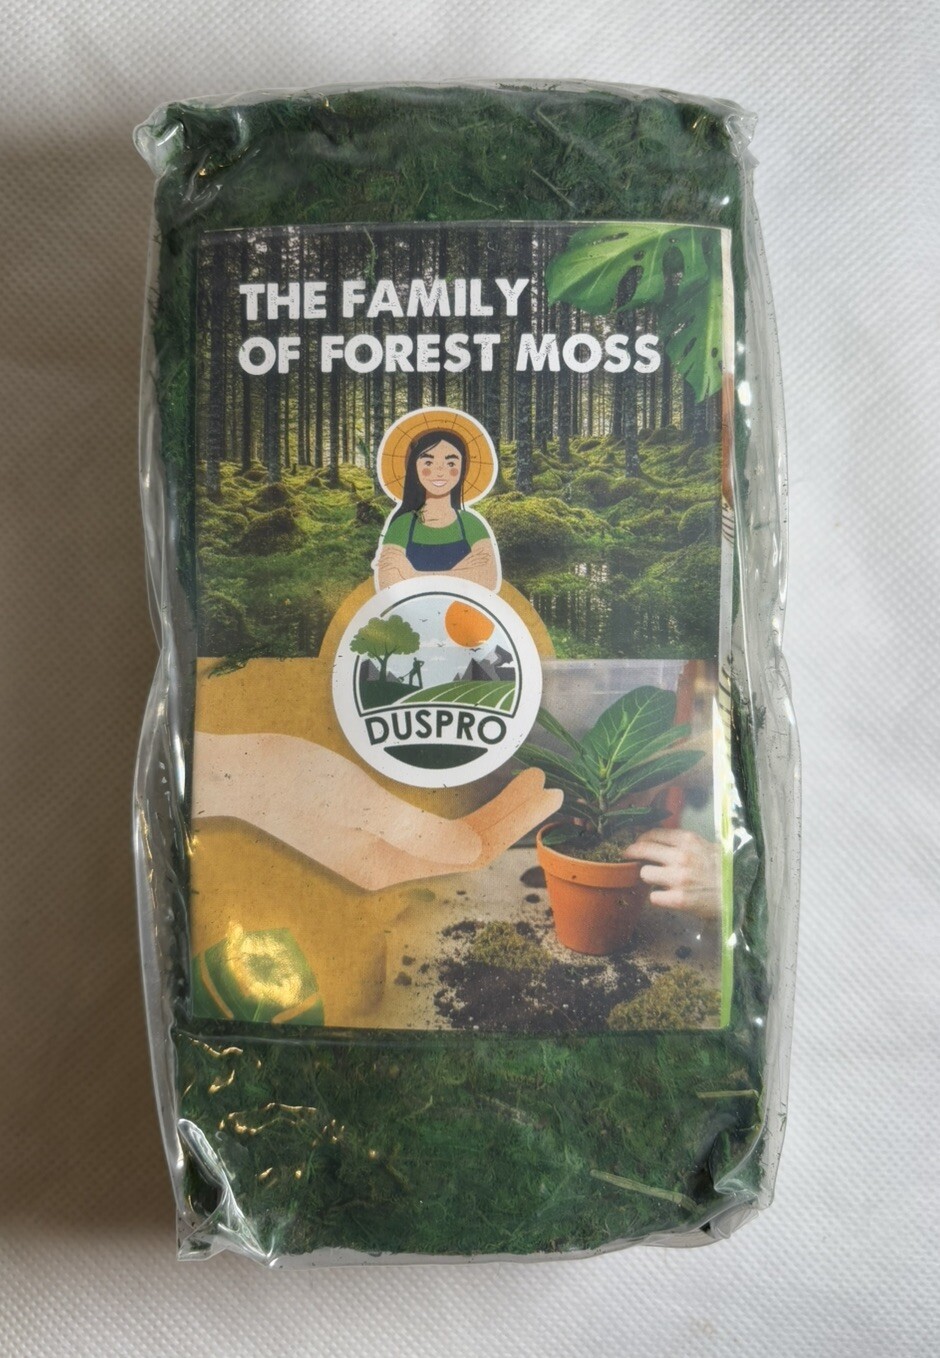 THE FAMILY
OF FOREST MOSS
DUSPRO